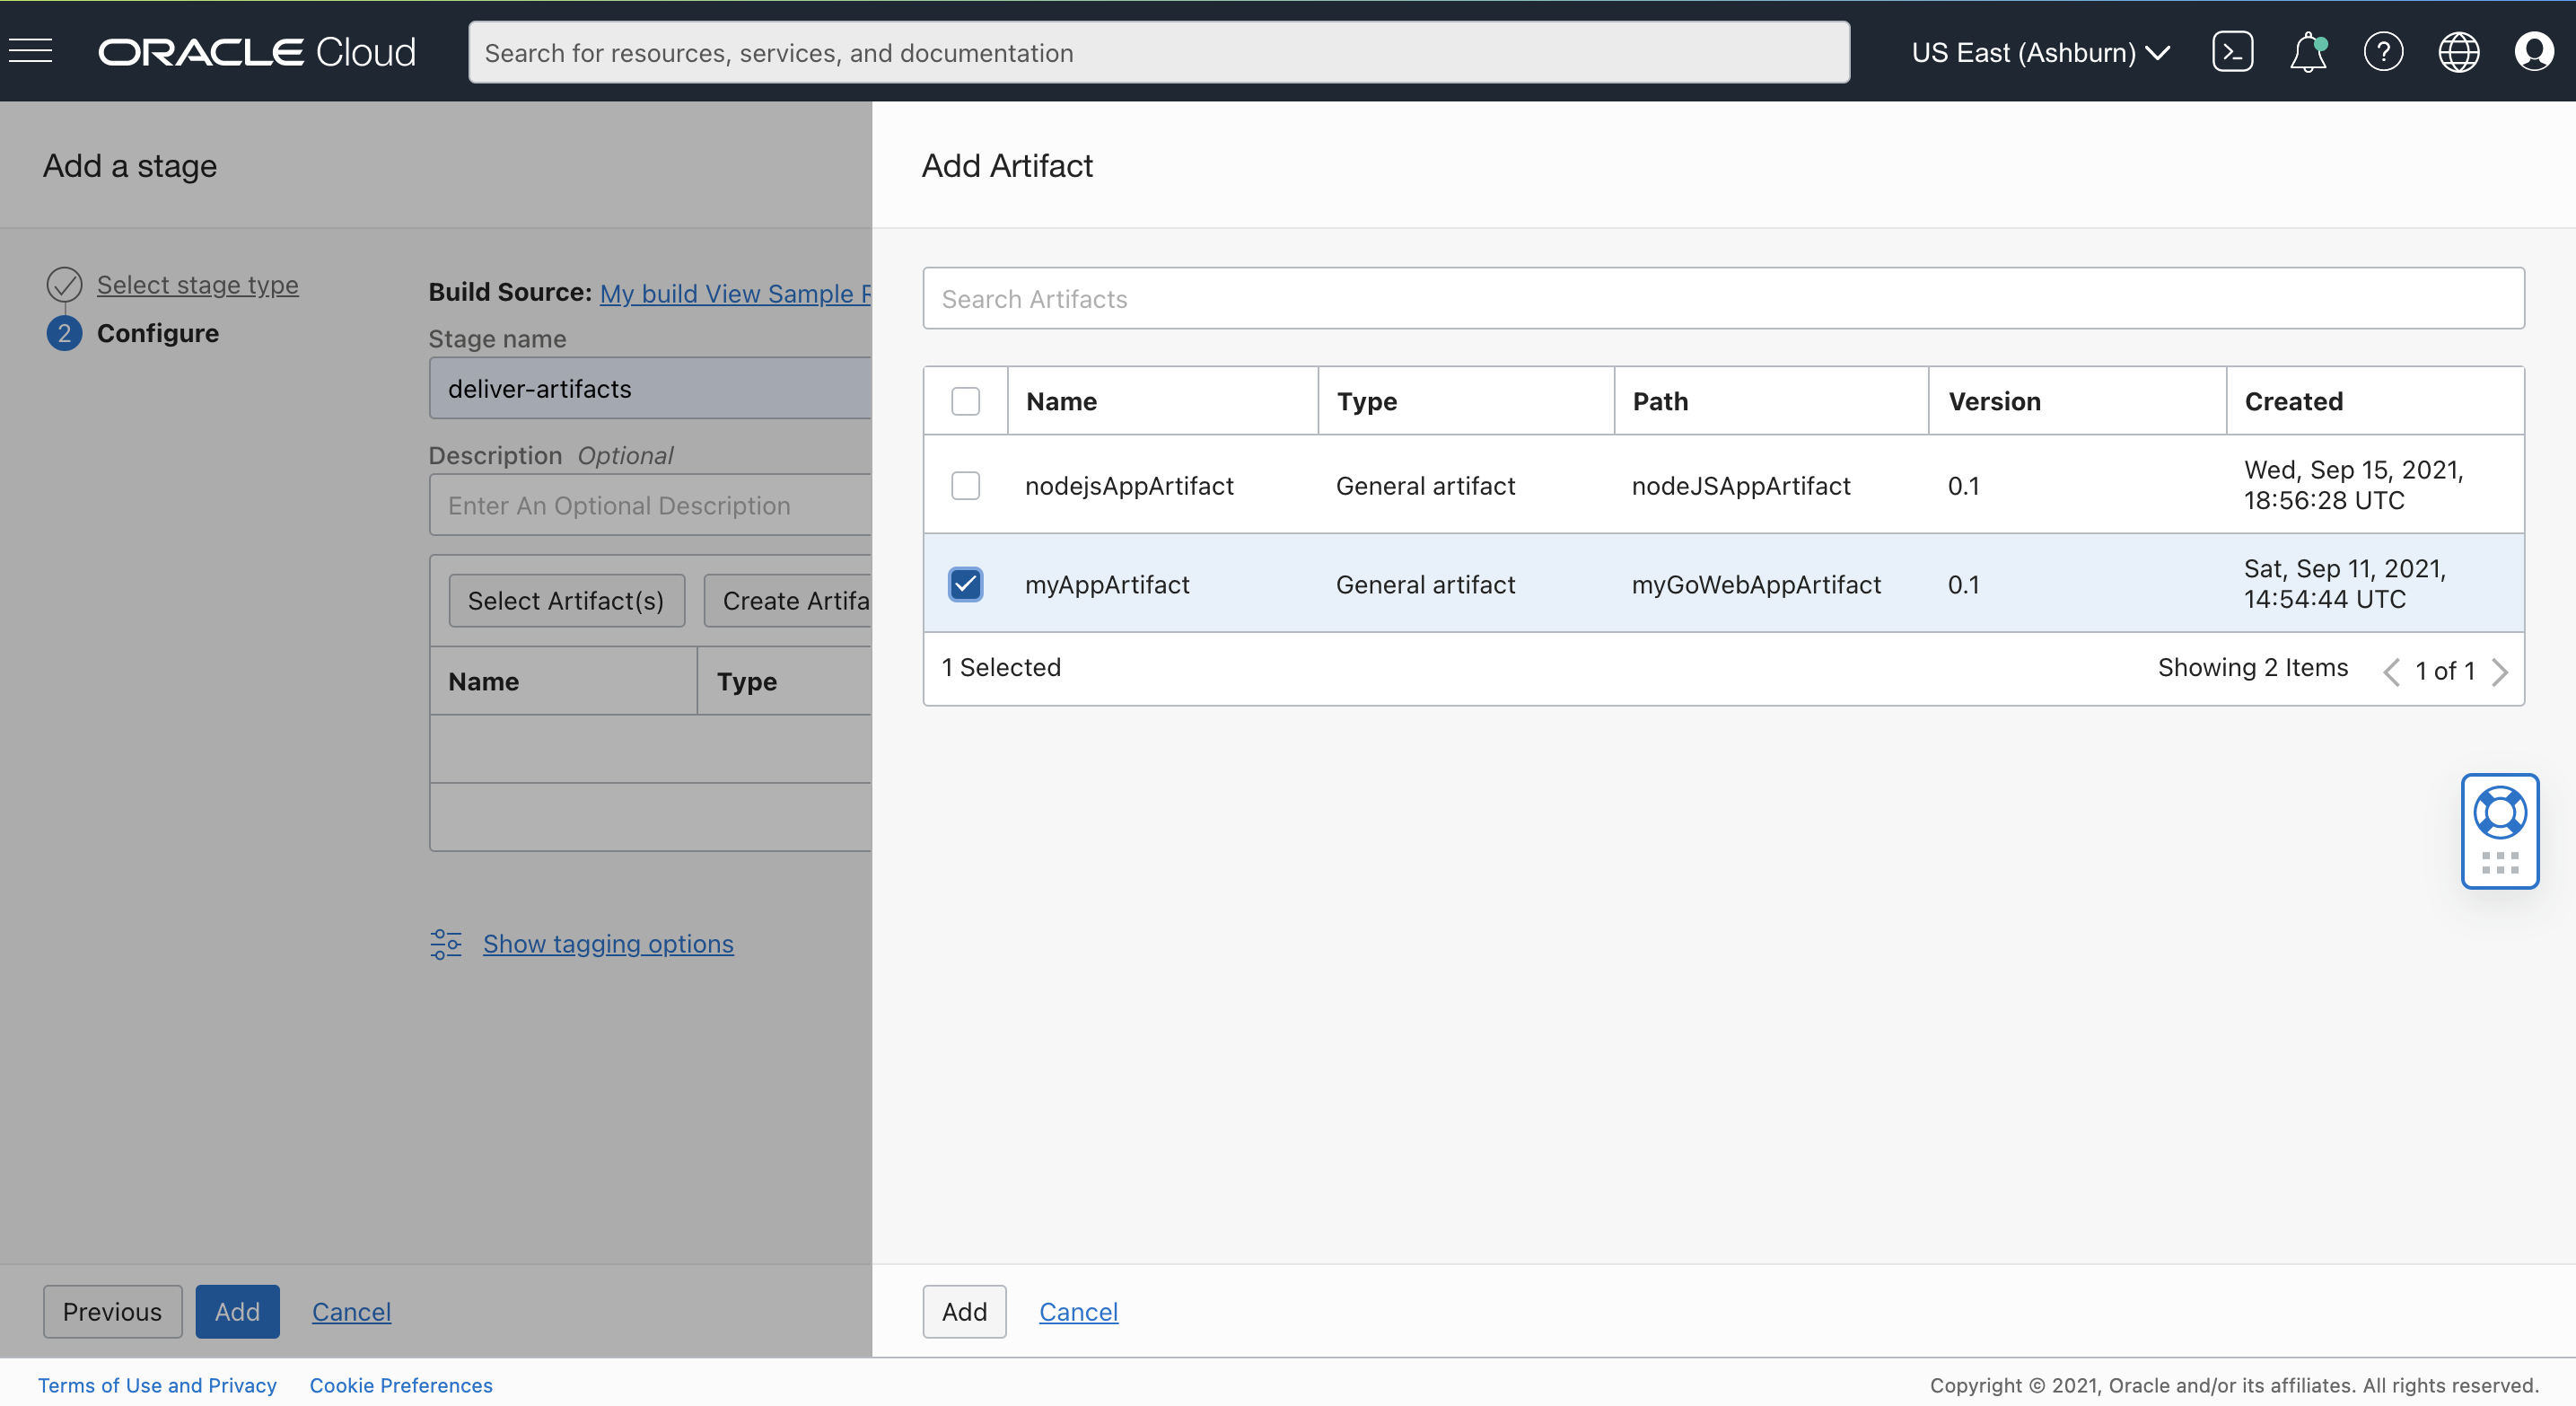 ORACLE Cloud
Search for resources, services, and documentation
US East (Ashburn)
Add a stage
Select stage type
2 Configure
Build Source: My build View Sample
Stage name
deliver-artifacts
Description Optional
Enter An Optional Description
Select Artifact(s) Create Artifa
Name Type
Show tagging options
Previous Add Cancel
Add Artifact
Search Artifacts
Name Type Path Version Created
nodejsAppArtifact General artifact nodeJSAppArtifact 0.1 Wed, Sep 15, 2021,
18:56:28 UTC
myAppArtifact General artifact myGoWebAppArtifact 0.1 Sat, Sep 11, 2021,
14:54:44 UTC
1 Selected Showing 2 Items 1 of 1
Add Cancel
Terms of Use and Privacy Cookie Preferences
Copyright © 2021, Oracle and/or its affiliates. All rights reserved.